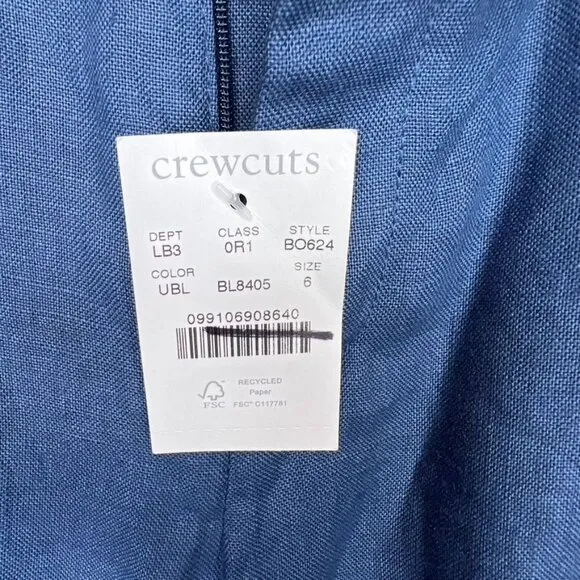 crewcuts
DEPT CLASS STYLE
LB3 0R1 BO624
COLOR SIZE
UBL BL8405 6
099106908640
FSC RECYCLED
Paper
FSC® C117781